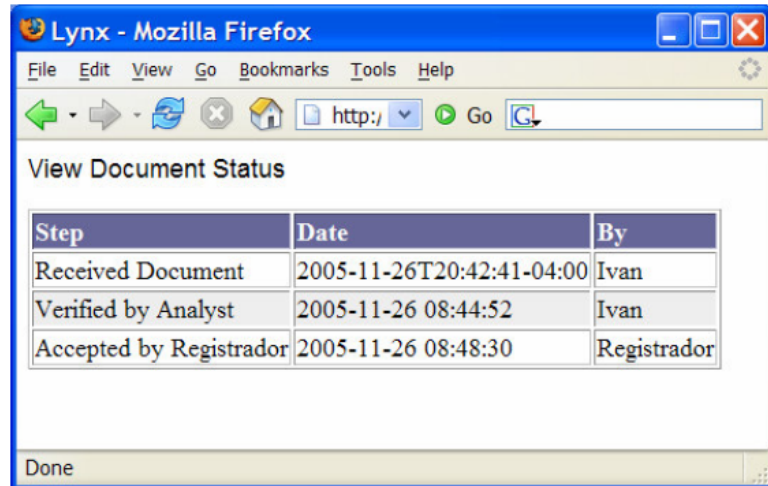 Lynx - Mozilla Firefox
File Edit View Go Bookmarks Tools Help
http:/ Go G
View Document Status
Step Date By
Received Document 2005-11-26T20:42:41-04:00 Ivan
Verified by Analyst 2005-11-26 08:44:52 Ivan
Accepted by Registrador 2005-11-26 08:48:30 Registrador
Done